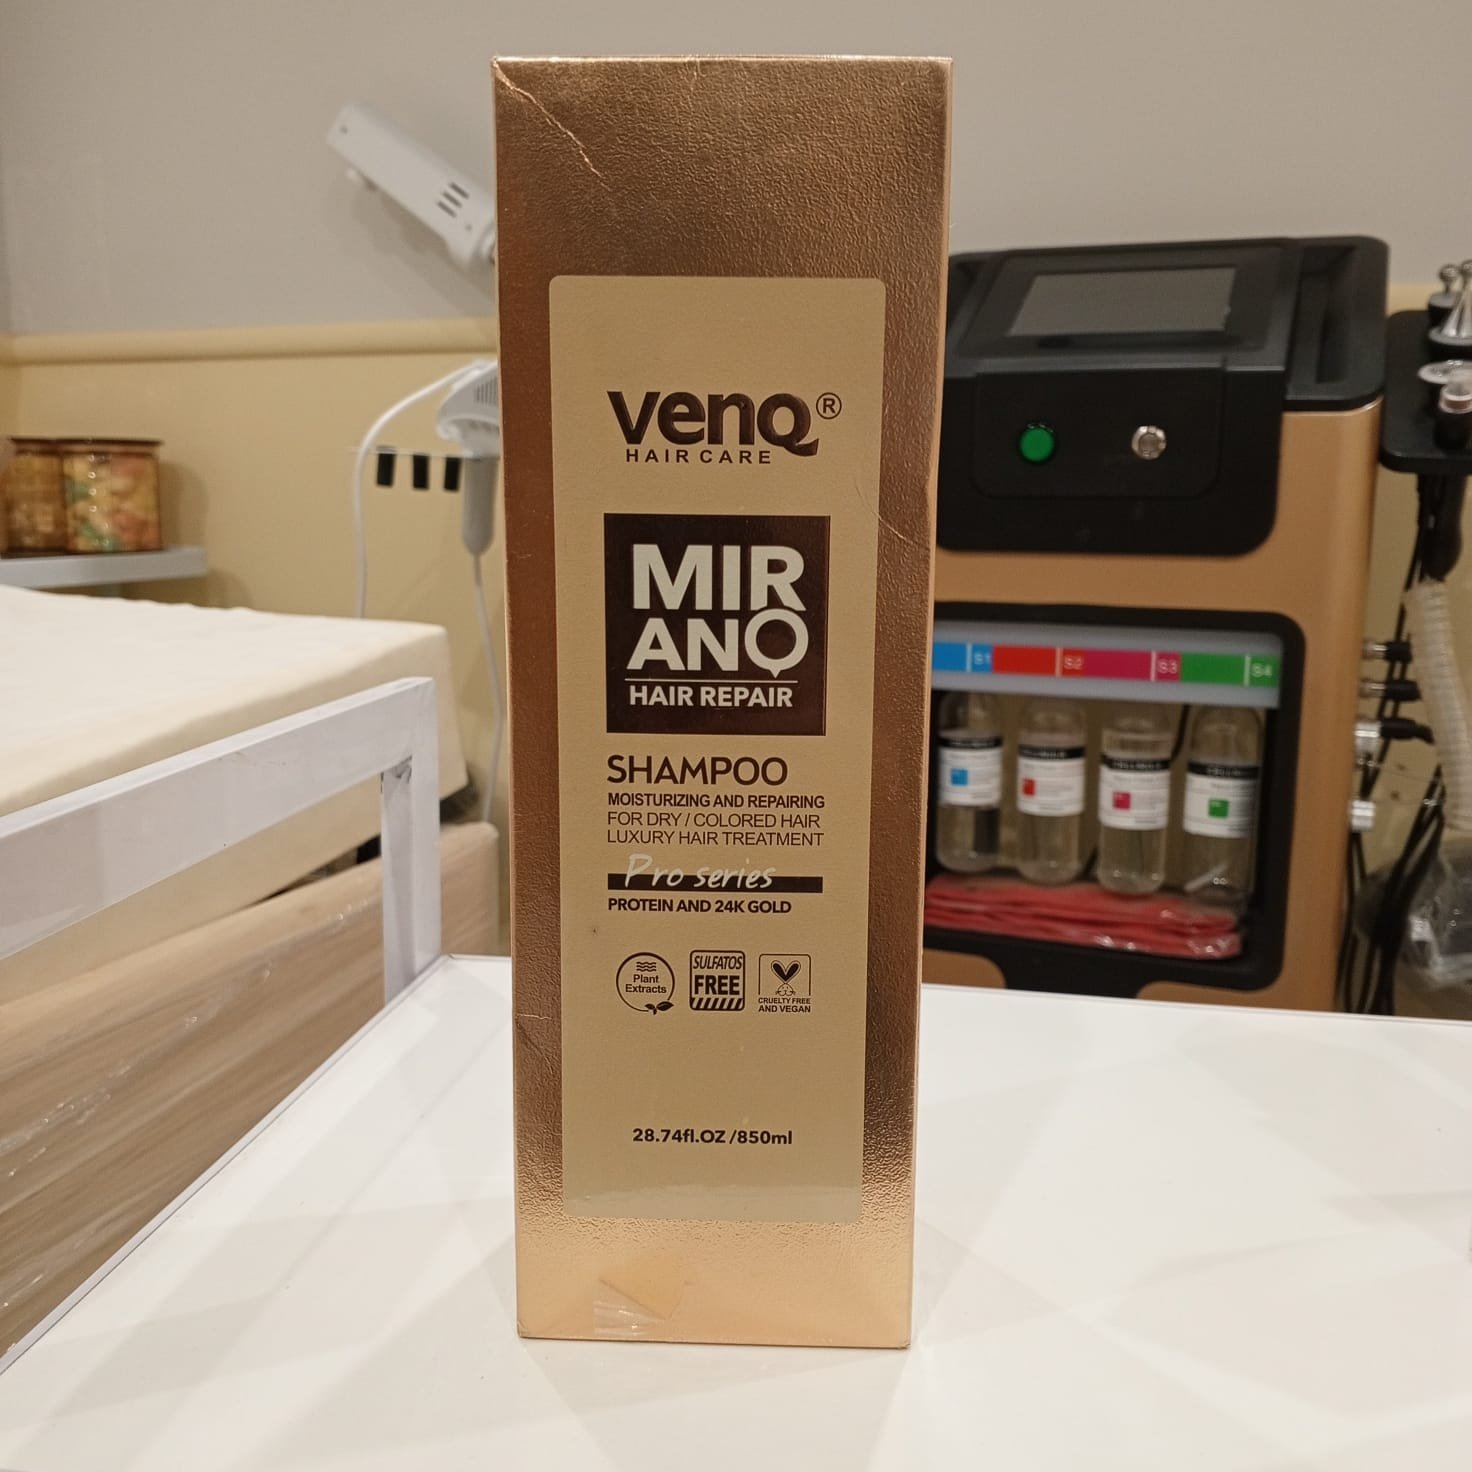 venQ®
HAIR CARE
MIR
ANO
HAIR REPAIR
SHAMPOO
MOISTURIZING AND REPAIRING
FOR DRY / COLORED HAIR
LUXURY HAIR TREATMENT
Pro series
PROTEIN AND 24K GOLD
Plant
Extracts
SULFATOS
FREE
CRUELTY FREE
AND VEGAN
28.74fl.OZ /850ml
S1
S2
S3
S4